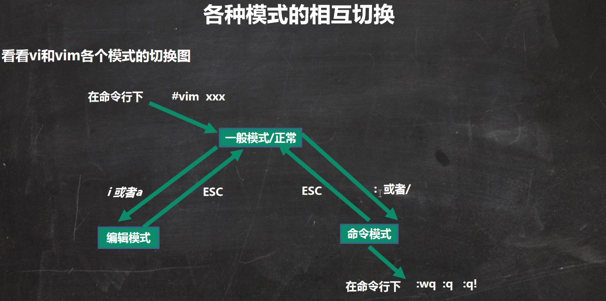 各种模式的相互切换
看看vi和vim各个模式的切换图
在命令行下 #vim xxx
一般模式/正常
i 或者a
ESC
ESC
: 或者/
编辑模式
命令模式
在命令行下 :wq :q :q!